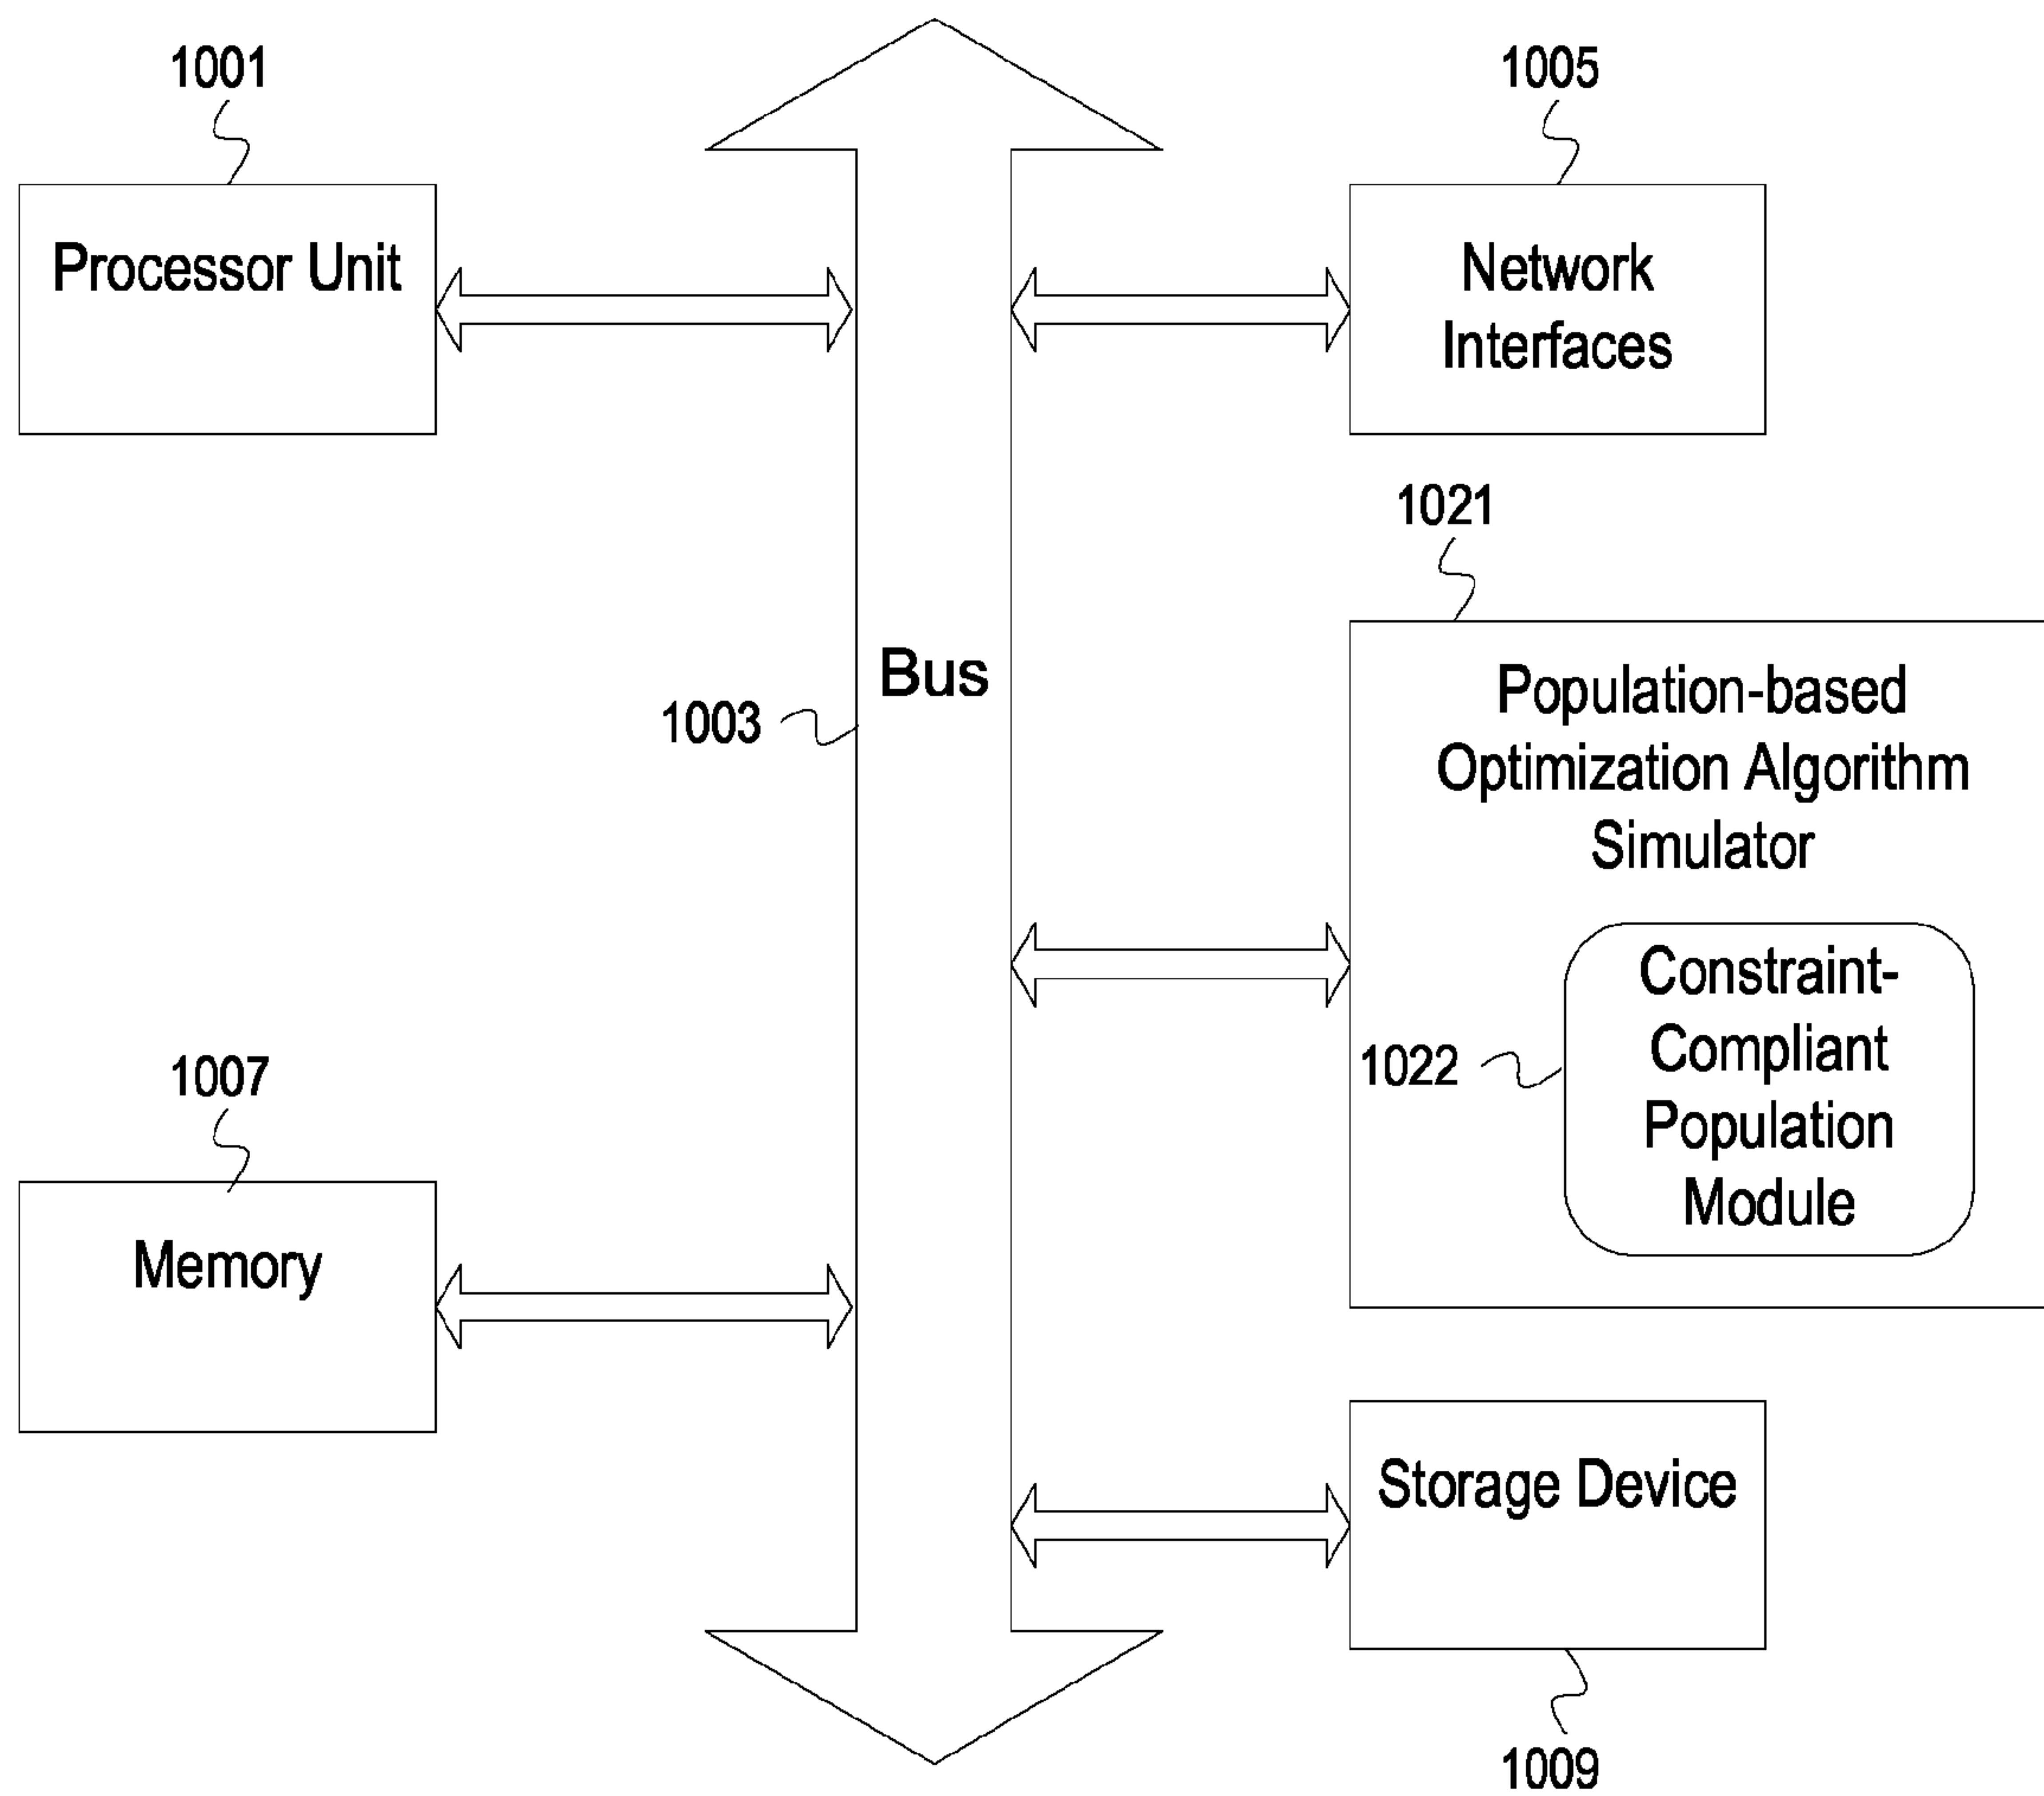 1001
Processor Unit
1005
Network
Interfaces
1021
Bus
1003
Population-based
Optimization Algorithm
Simulator
Constraint-
Compliant
Population
Module
1022
1007
Memory
Storage Device
1009